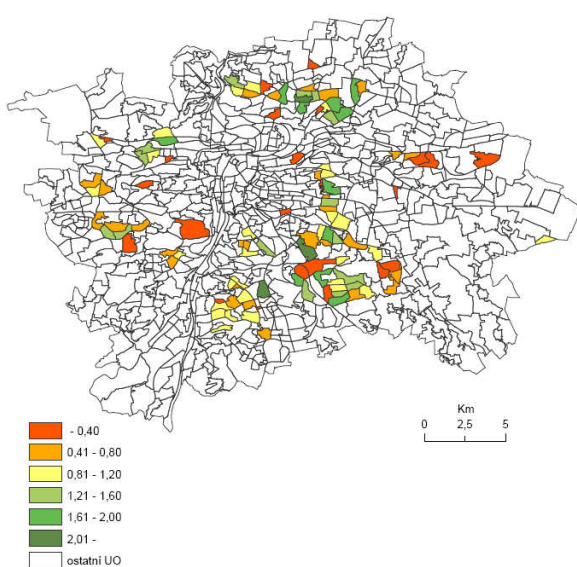 Km
0 2,5 5
- 0,40
0,41 - 0,80
0,81 - 1,20
1,21 - 1,60
1,61 - 2,00
2,01 -
ostatní UO